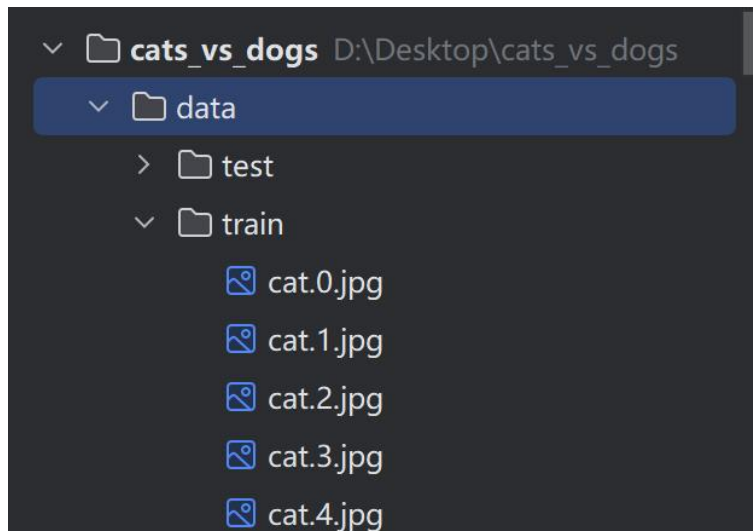 cats_vs_dogs D:\Desktop\cats_vs_dogs
data
test
train
cat.0.jpg
cat.1.jpg
cat.2.jpg
cat.3.jpg
cat.4.jpg